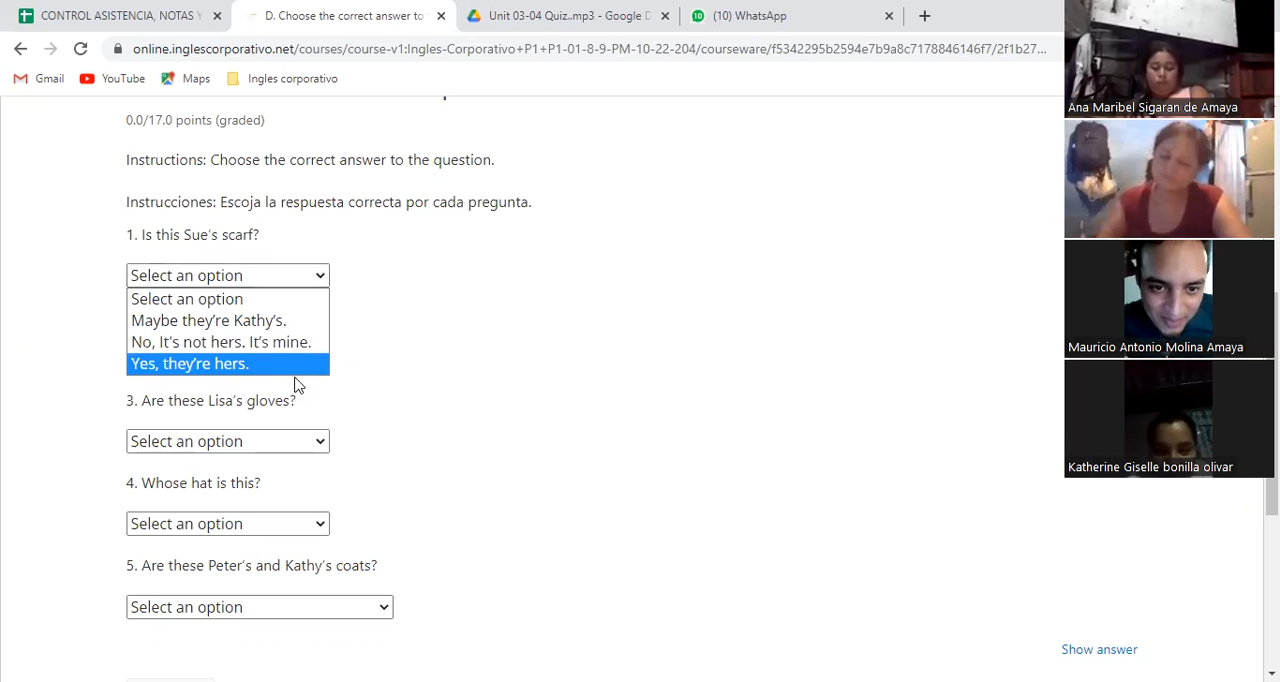 CONTROL ASISTENCIA, NOTAS Y
D. Choose the correct answer to
Unit 03-04 Quiz..mp3 - Google D
10
(10) WhatsApp
online.inglescorporativo.net/courses/course-v1:Ingles-Corporativo+P1+P1-01-8-9-PM-10-22-204/courseware/f5342295b2594e7b9a8c7178846146f7/2f1b27...
Gmail
YouTube
Maps
Ingles corporativo
0.0/17.0 points (graded)
Instructions: Choose the correct answer to the question.
Instrucciones: Escoja la respuesta correcta por cada pregunta.
1. Is this Sue's scarf?
Select an option
Select an option
Maybe they're Kathy's.
No, It's not hers. It's mine.
Yes, they're hers.
3. Are these Lisa's gloves?
Select an option
4. Whose hat is this?
Select an option
5. Are these Peter's and Kathy's coats?
Select an option
Show answer
Ana Maribel Sigaran de Amaya
Mauricio Antonio Molina Amaya
Katherine Giselle bonilla olivar